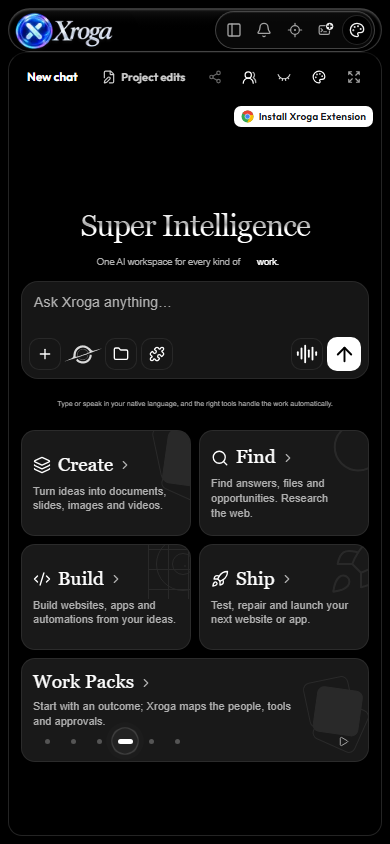 Xroga
New chat
Project edits
Install Xroga Extension
Super Intelligence
One AI workspace for every kind of work.
Ask Xroga anything...
Type or speak in your native language, and the right tools handle the work automatically.
Create
Turn ideas into documents,
slides, images and videos.
Find
Find answers, files and
opportunities. Research
the web.
Build
Build websites, apps and
automations from your ideas.
Ship
Test, repair and launch your
next website or app.
Work Packs
Start with an outcome; Xroga maps the people, tools
and approvals.